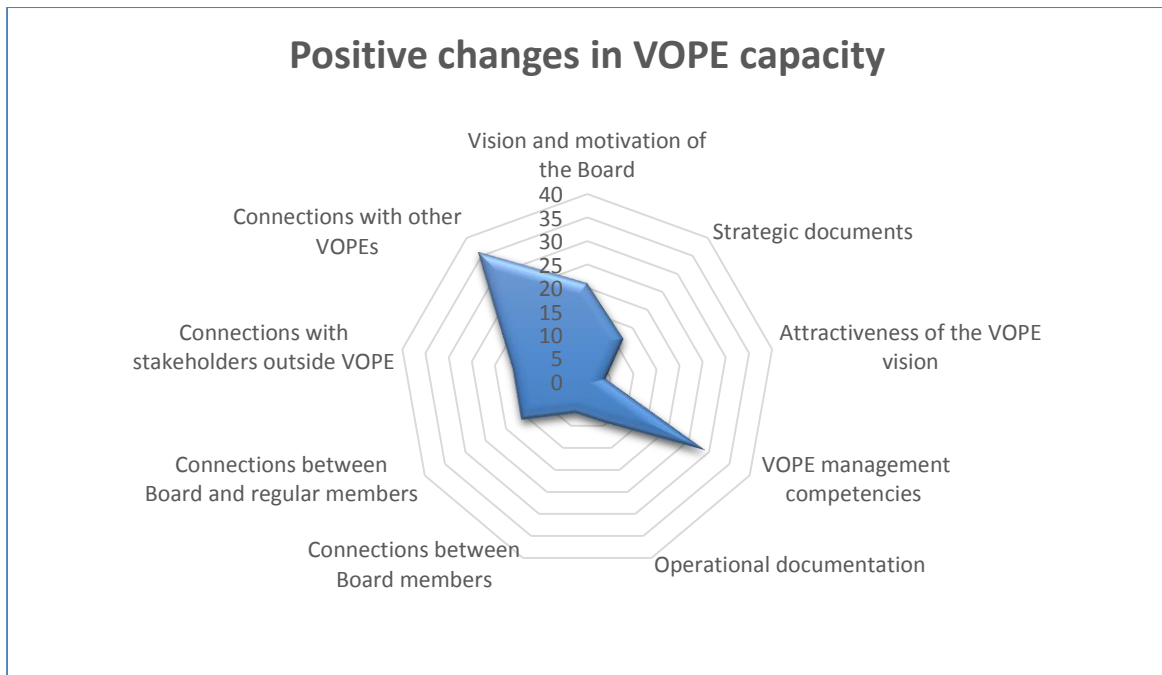 Positive changes in VOPE capacity
Vision and motivation of
the Board
Strategic documents
Attractiveness of the VOPE
vision
VOPE management
competencies
Operational documentation
Connections between
Board members
Connections between
Board and regular members
Connections with
stakeholders outside VOPE
Connections with other
VOPEs
40
35
30
25
20
15
10
5
0